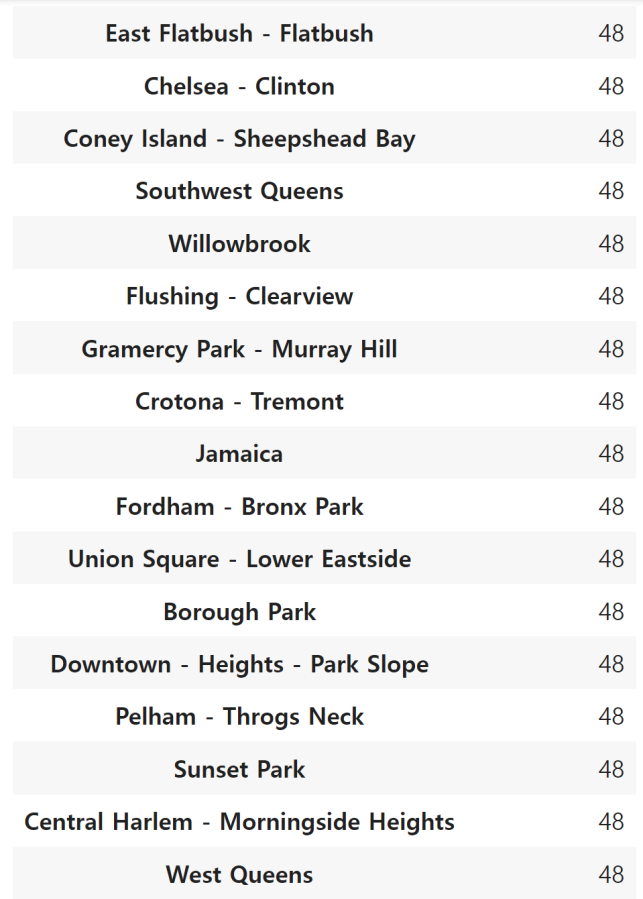 East Flatbush - Flatbush 48
Chelsea - Clinton 48
Coney Island - Sheepshead Bay 48
Southwest Queens 48
Willowbrook 48
Flushing - Clearview 48
Gramercy Park - Murray Hill 48
Crotona - Tremont 48
Jamaica 48
Fordham - Bronx Park 48
Union Square - Lower Eastside 48
Borough Park 48
Downtown - Heights - Park Slope 48
Pelham - Throgs Neck 48
Sunset Park 48
Central Harlem - Morningside Heights 48
West Queens 48